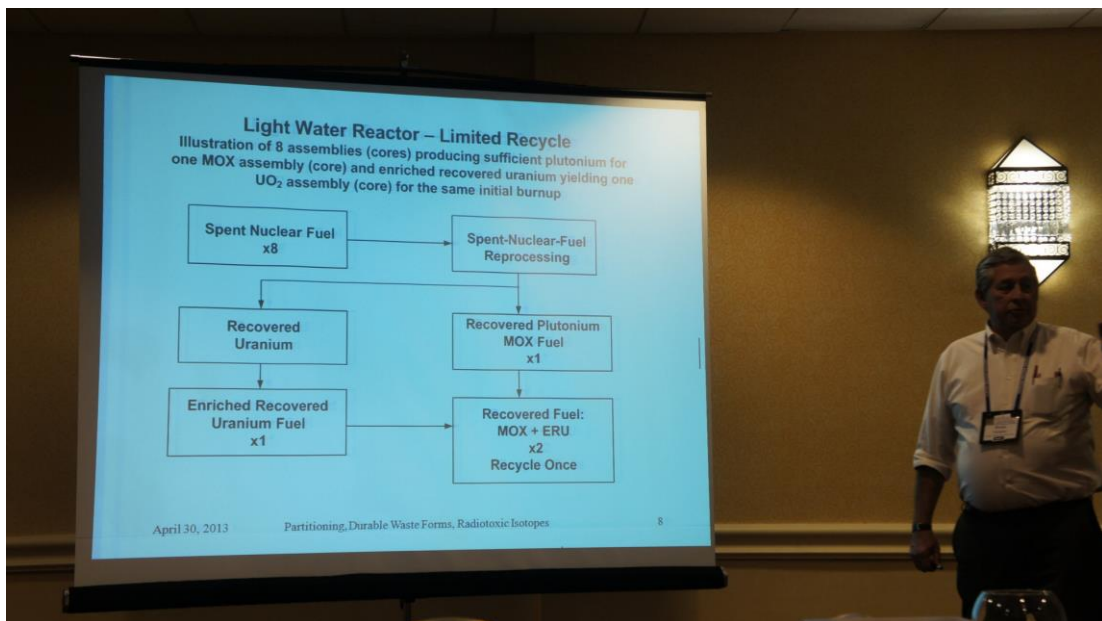 Light Water Reactor – Limited Recycle
Illustration of 8 assemblies (cores) producing sufficient plutonium for
one MOX assembly (core) and enriched recovered uranium yielding one
UO₂ assembly (core) for the same initial burnup
Spent Nuclear Fuel
x8
Spent-Nuclear-Fuel
Reprocessing
Recovered
Uranium
Recovered Plutonium
MOX Fuel
x1
Enriched Recovered
Uranium Fuel
x1
Recovered Fuel:
MOX + ERU
x2
Recycle Once
April 30, 2013
Partitioning, Durable Waste Forms, Radiotoxic Isotopes
8